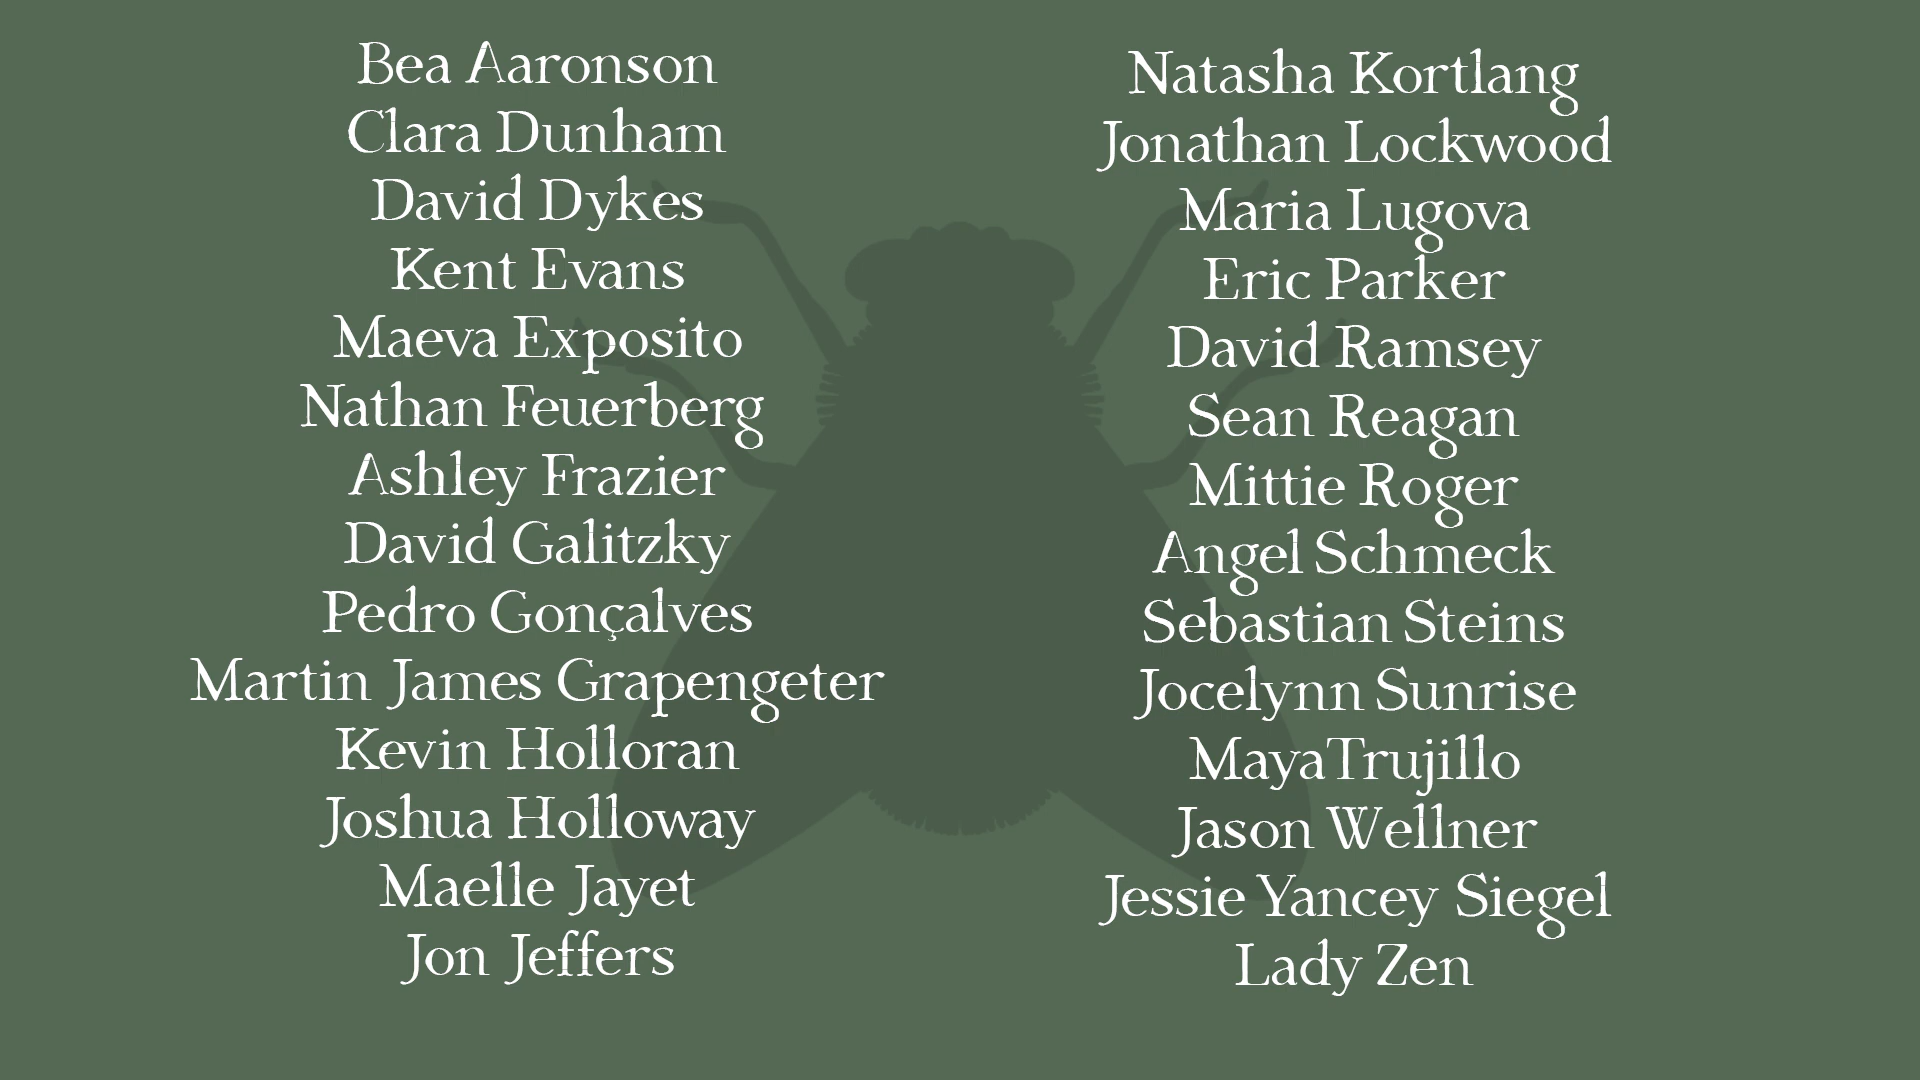 Bea Aaronson
Clara Dunham
David Dykes
Kent Evans
Maeva Exposito
Nathan Feuerberg
Ashley Frazier
David Galitzky
Pedro Gonçalves
Martin James Grapengeter
Kevin Holloran
Joshua Holloway
Maelle Jayet
Jon Jeffers
Natasha Kortlang
Jonathan Lockwood
Maria Lugova
Eric Parker
David Ramsey
Sean Reagan
Mittie Roger
Angel Schmeck
Sebastian Steins
Jocelynn Sunrise
MayaTrujillo
Jason Wellner
Jessie Yancey Siegel
Lady Zen